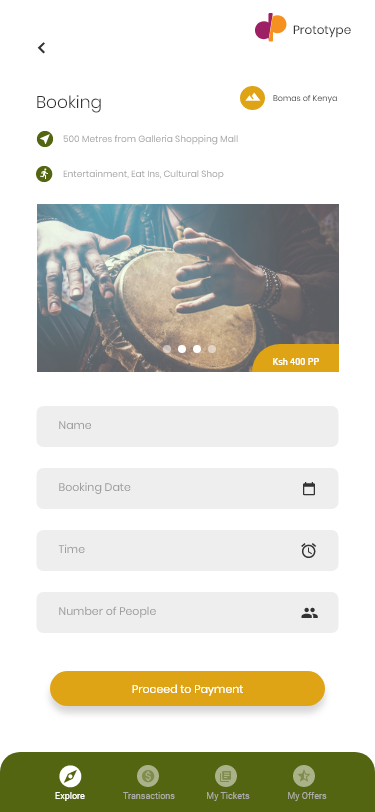 Prototype
Booking
Bomas of Kenya
500 Metres from Galleria Shopping Mall
Entertainment, Eat Ins, Cultural Shop
Ksh 400 PP
Name
Booking Date
Time
Number of People
Proceed to Payment
Explore
Transactions
My Tickets
My Offers